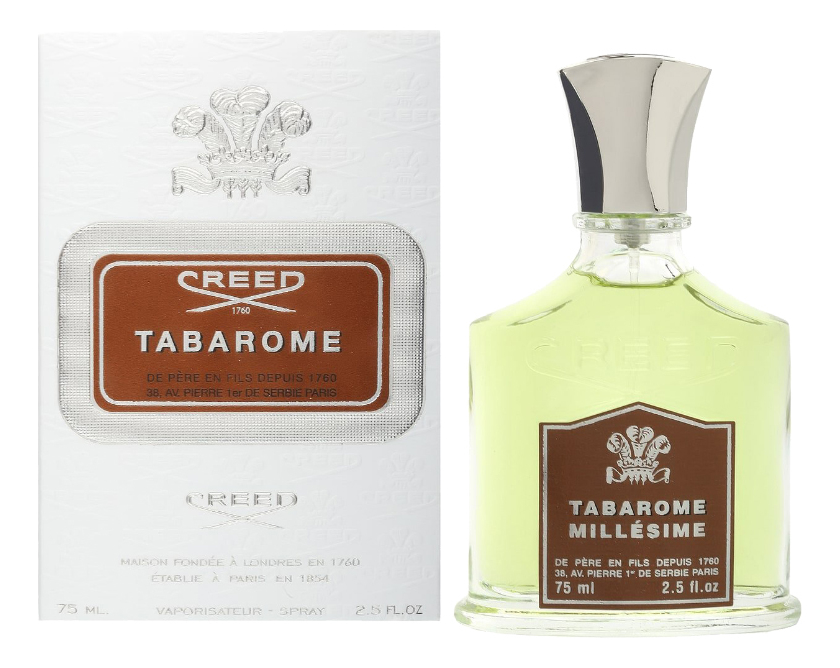 CREED
1760
TABAROME
DE PÈRE EN FILS DEPUIS 1760
38, AV. PIERRE 1er DE SERBIE PARIS
CREED
MAISON FONDÉE À LONDRES EN 1760
ÉTABLIE À PARIS EN 1854
75 ML. VAPORISATEUR - SPRAY 2.5 FL.OZ
CREED
TABAROME
MILLÉSIME
DE PÈRE EN FILS DEPUIS 1760
38, AV. PIERRE 1er DE SERBIE PARIS
75 ml 2.5 fl.oz